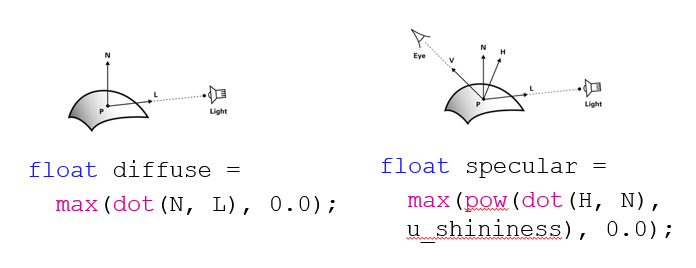 N
L
P
Light
float diffuse =
max(dot(N, L), 0.0);
Eye
V
N
H
L
P
Light
float specular =
max(pow(dot(H, N),
u_shininess), 0.0);